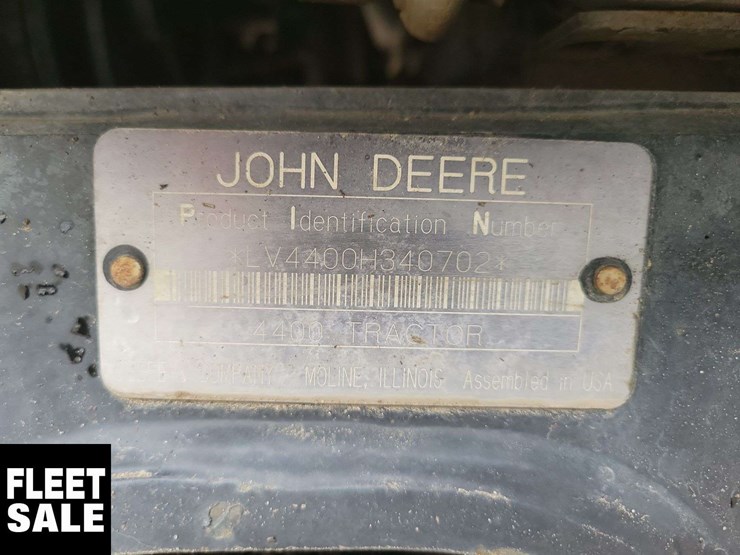 JOHN DEERE
Product Identification Number
*LV4400H340702*
4400 TRACTOR
MOLINE, ILLINOIS Assembled in USA
FLEET
SALE